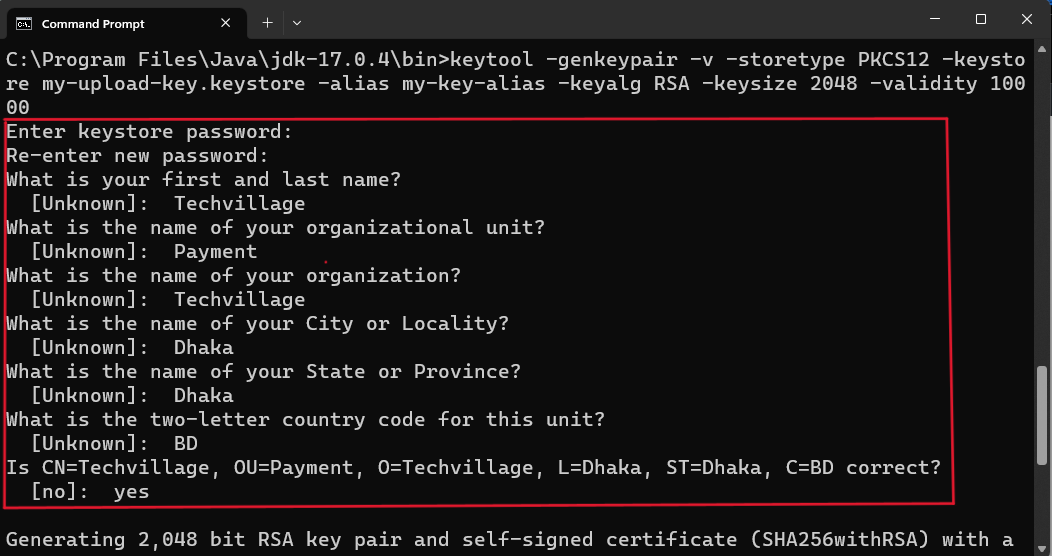 Command Prompt
C:\Program Files\Java\jdk-17.0.4\bin>keytool -genkeypair -v -storetype PKCS12 -keysto
re my-upload-key.keystore -alias my-key-alias -keyalg RSA -keysize 2048 -validity 100
00
Enter keystore password:
Re-enter new password:
What is your first and last name?
  [Unknown]:  Techvillage
What is the name of your organizational unit?
  [Unknown]:  Payment
What is the name of your organization?
  [Unknown]:  Techvillage
What is the name of your City or Locality?
  [Unknown]:  Dhaka
What is the name of your State or Province?
  [Unknown]:  Dhaka
What is the two-letter country code for this unit?
  [Unknown]:  BD
Is CN=Techvillage, OU=Payment, O=Techvillage, L=Dhaka, ST=Dhaka, C=BD correct?
  [no]:  yes
Generating 2,048 bit RSA key pair and self-signed certificate (SHA256withRSA) with a